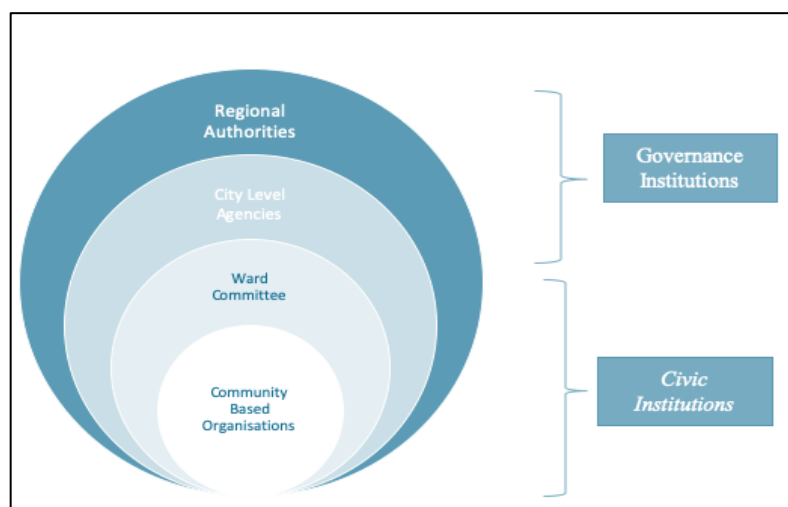 Regional
Authorities
City Level
Agencies
Ward
Committee
Community
Based
Organisations
Governance
Institutions
Civic
Institutions